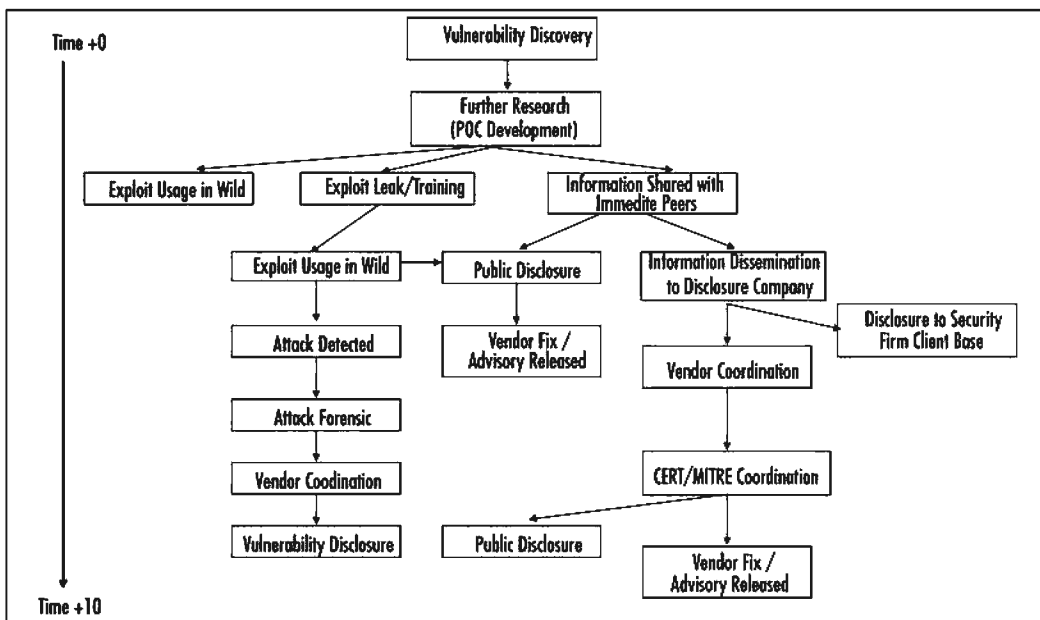 Time +0
Vulnerability Discovery
Further Research
(POC Development)
Exploit Usage in Wild
Exploit Leak/Training
Information Shared with
Immedite Peers
Exploit Usage in Wild
Public Disclosure
Information Dissemination
to Disclosure Company
Disclosure to Security
Firm Client Base
Attack Detected
Vendor Fix /
Advisory Released
Vendor Coordination
Attack Forensic
Vendor Coodination
CERT/MITRE Coordination
Vulnerability Disclosure
Public Disclosure
Vendor Fix /
Advisory Released
Time +10